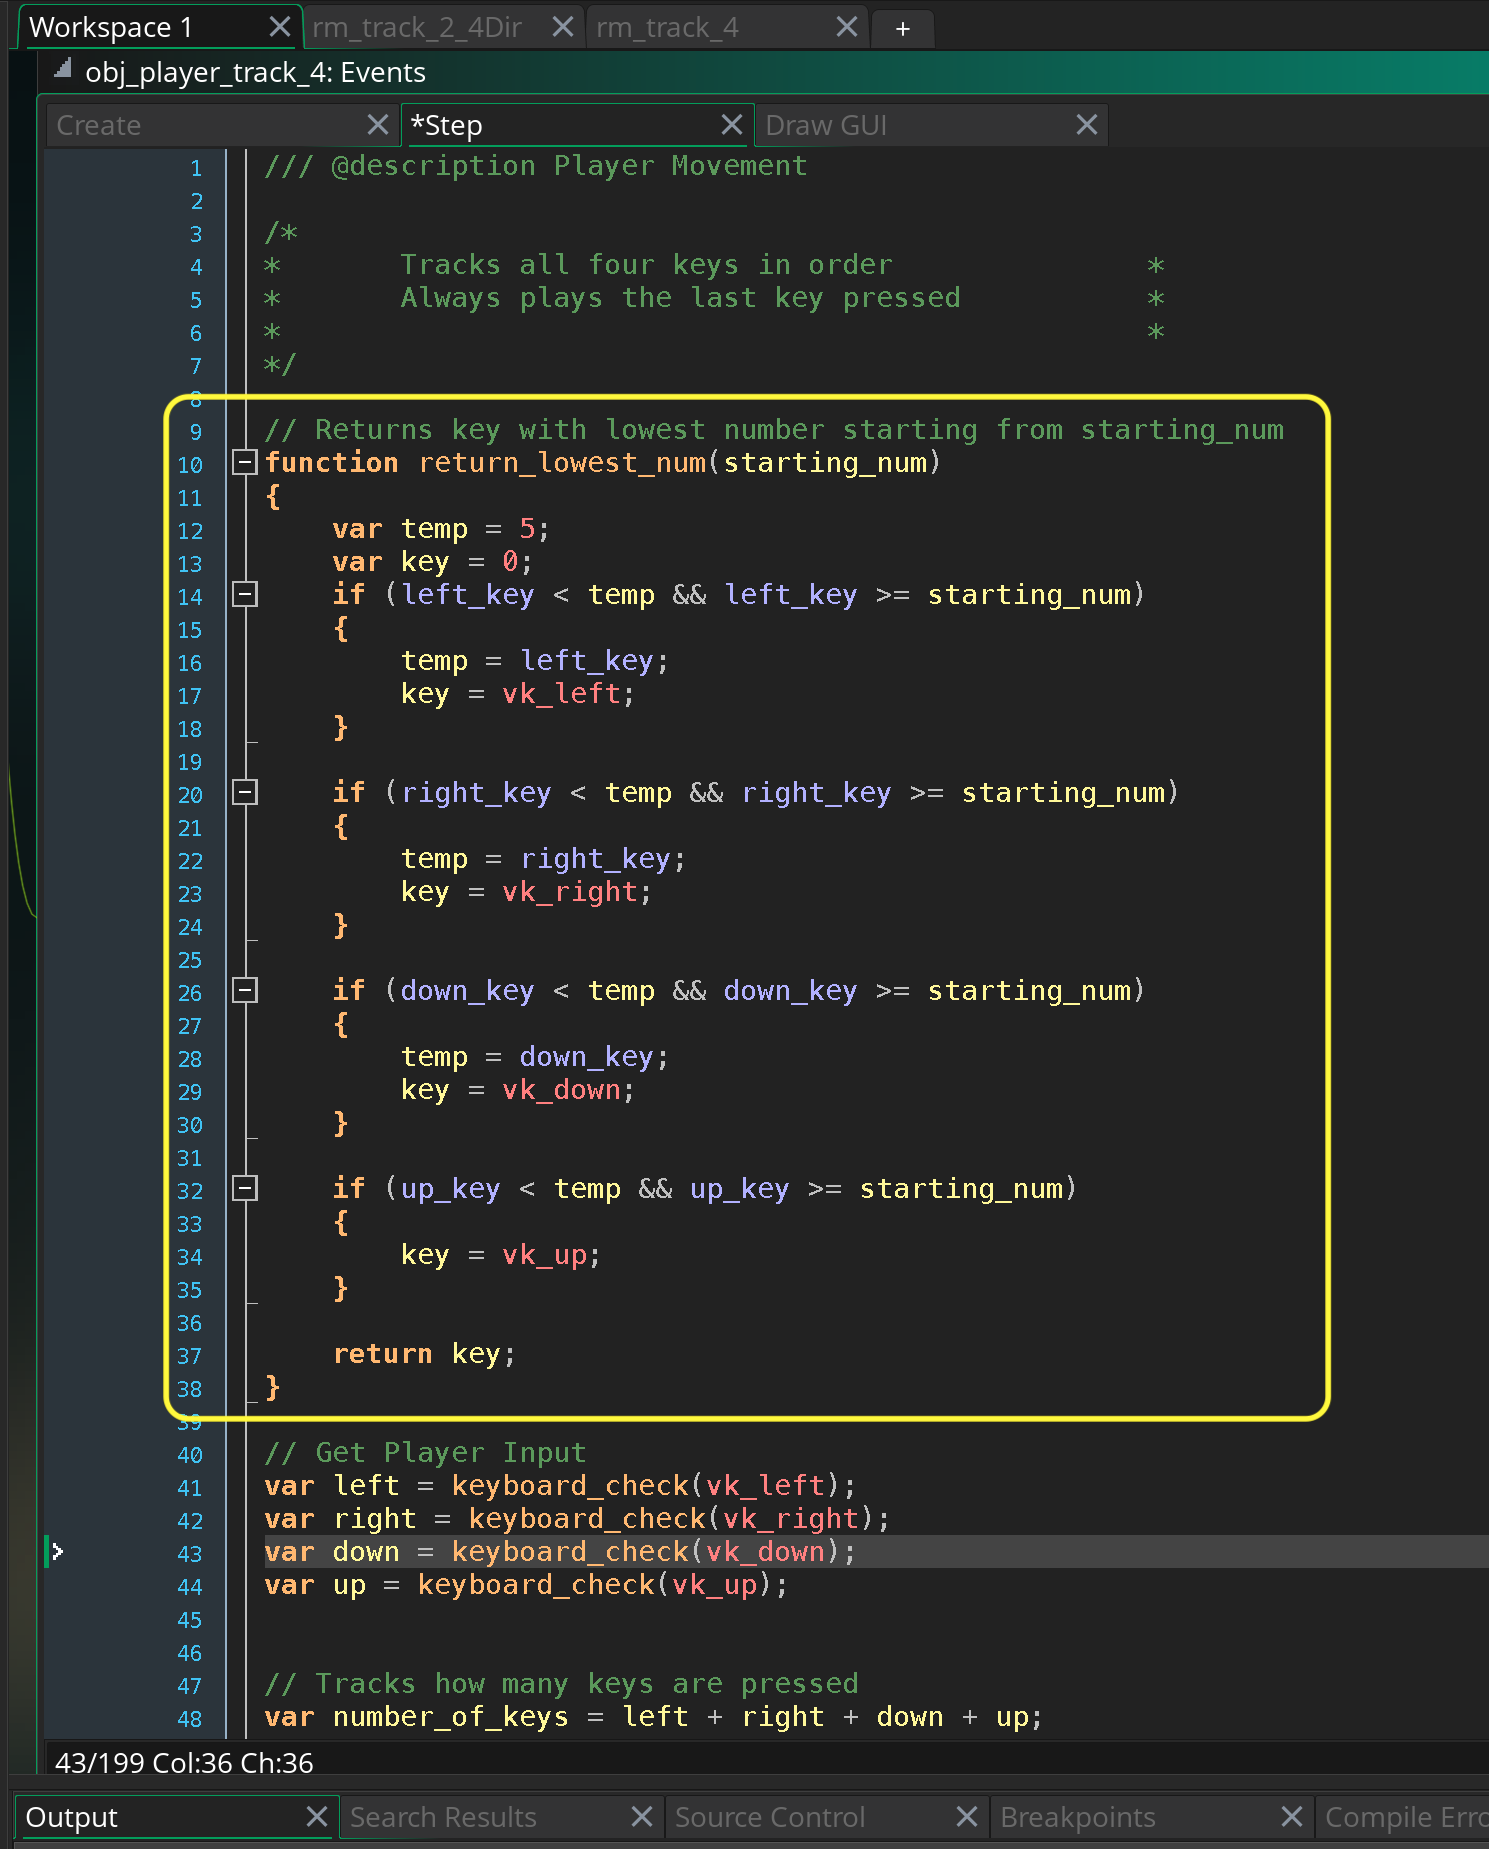 Workspace 1 rm_track_2_4Dir rm_track_4 +
obj_player_track_4: Events
Create *Step Draw GUI
1 /// @description Player Movement
2
3 /*
4 * Tracks all four keys in order *
5 * Always plays the last key pressed *
6 * *
7 */
8
9 // Returns key with lowest number starting from starting_num
10 function return_lowest_num(starting_num)
11 {
12 var temp = 5;
13 var key = 0;
14 if (left_key < temp && left_key >= starting_num)
15 {
16 temp = left_key;
17 key = vk_left;
18 }
19
20 if (right_key < temp && right_key >= starting_num)
21 {
22 temp = right_key;
23 key = vk_right;
24 }
25
26 if (down_key < temp && down_key >= starting_num)
27 {
28 temp = down_key;
29 key = vk_down;
30 }
31
32 if (up_key < temp && up_key >= starting_num)
33 {
34 key = vk_up;
35 }
36
37 return key;
38 }
39
40 // Get Player Input
41 var left = keyboard_check(vk_left);
42 var right = keyboard_check(vk_right);
43 var down = keyboard_check(vk_down);
44 var up = keyboard_check(vk_up);
45
46
47 // Tracks how many keys are pressed
48 var number_of_keys = left + right + down + up;
43/199 Col:36 Ch:36
Output Search Results Source Control Breakpoints Compile Erro